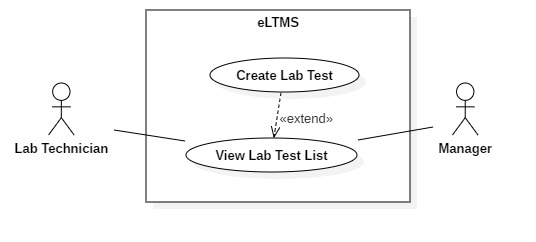 eLTMS
Create Lab Test
«extend»
Lab Technician
View Lab Test List
Manager